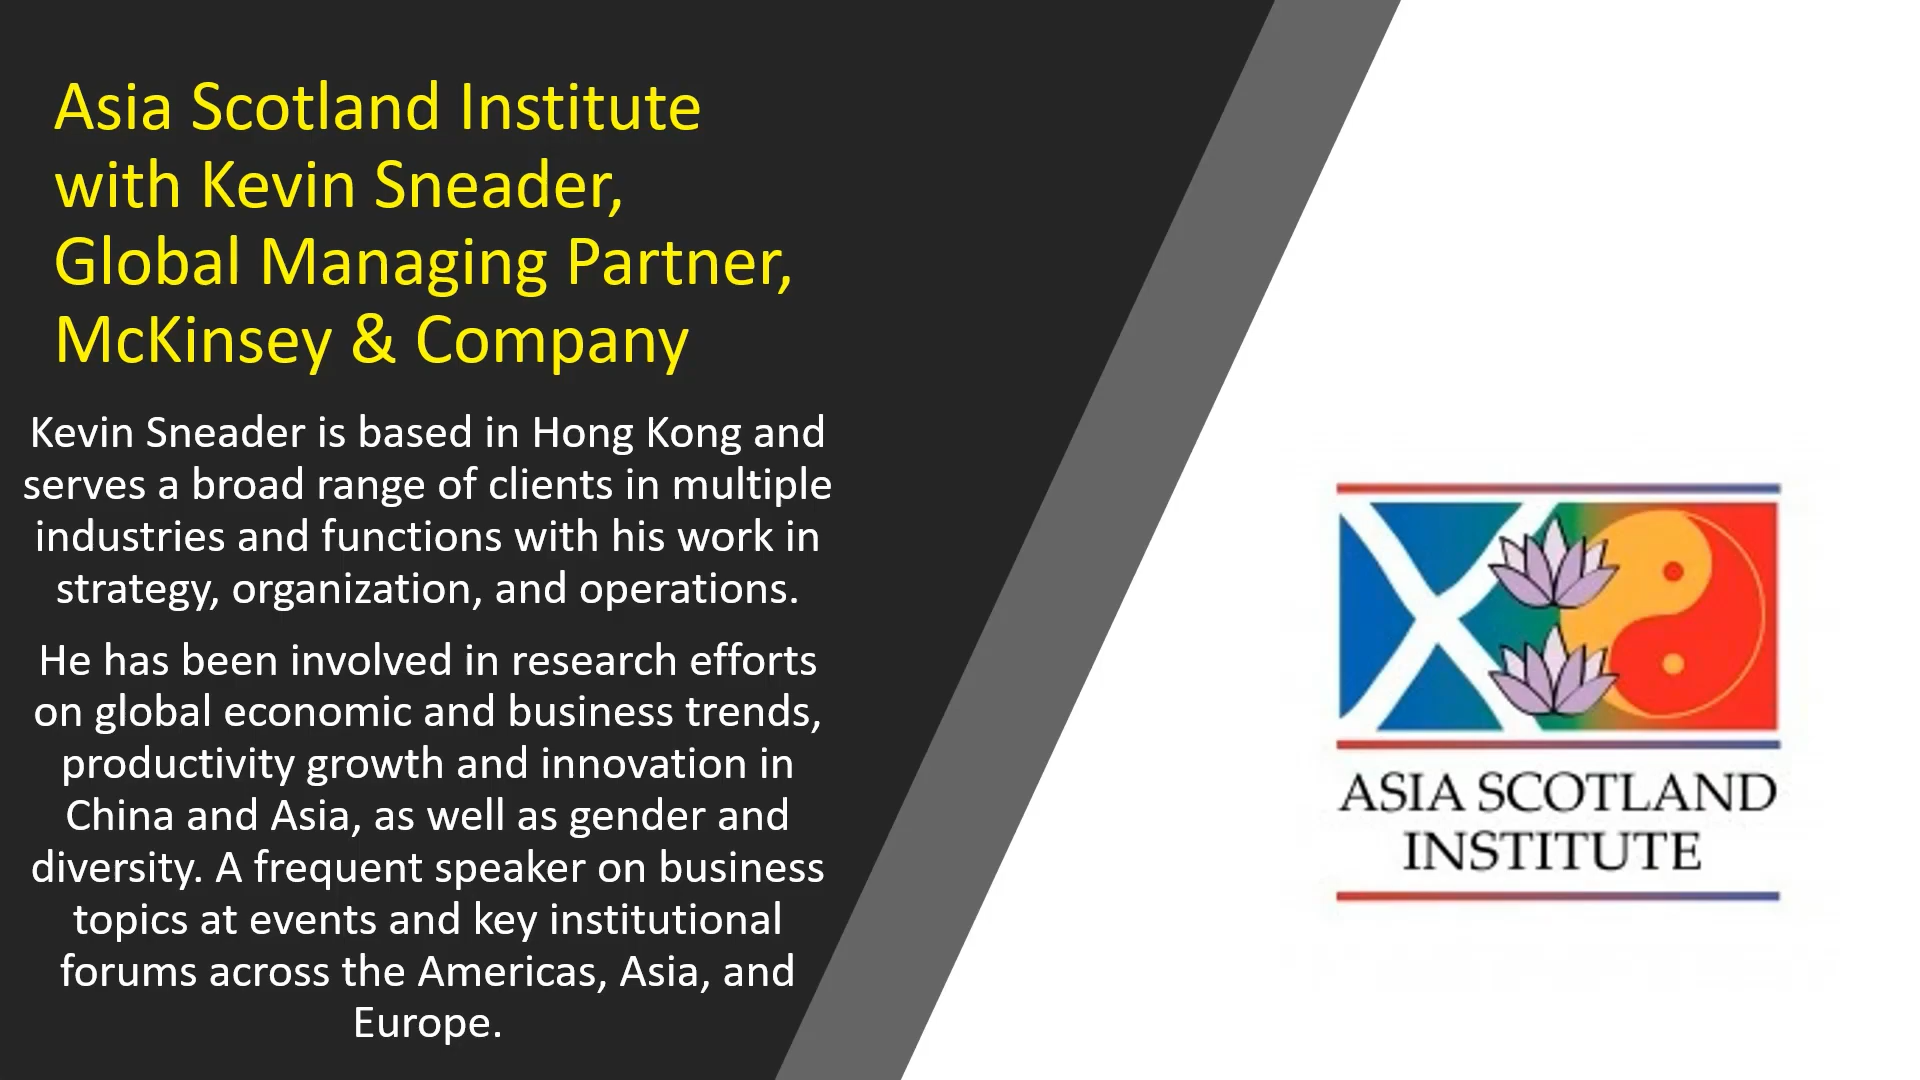 Asia Scotland Institute
with Kevin Sneader,
Global Managing Partner,
McKinsey & Company
Kevin Sneader is based in Hong Kong and
serves a broad range of clients in multiple
industries and functions with his work in
strategy, organization, and operations.
He has been involved in research efforts
on global economic and business trends,
productivity growth and innovation in
China and Asia, as well as gender and
diversity. A frequent speaker on business
topics at events and key institutional
forums across the Americas, Asia, and
Europe.
ASIA SCOTLAND
INSTITUTE